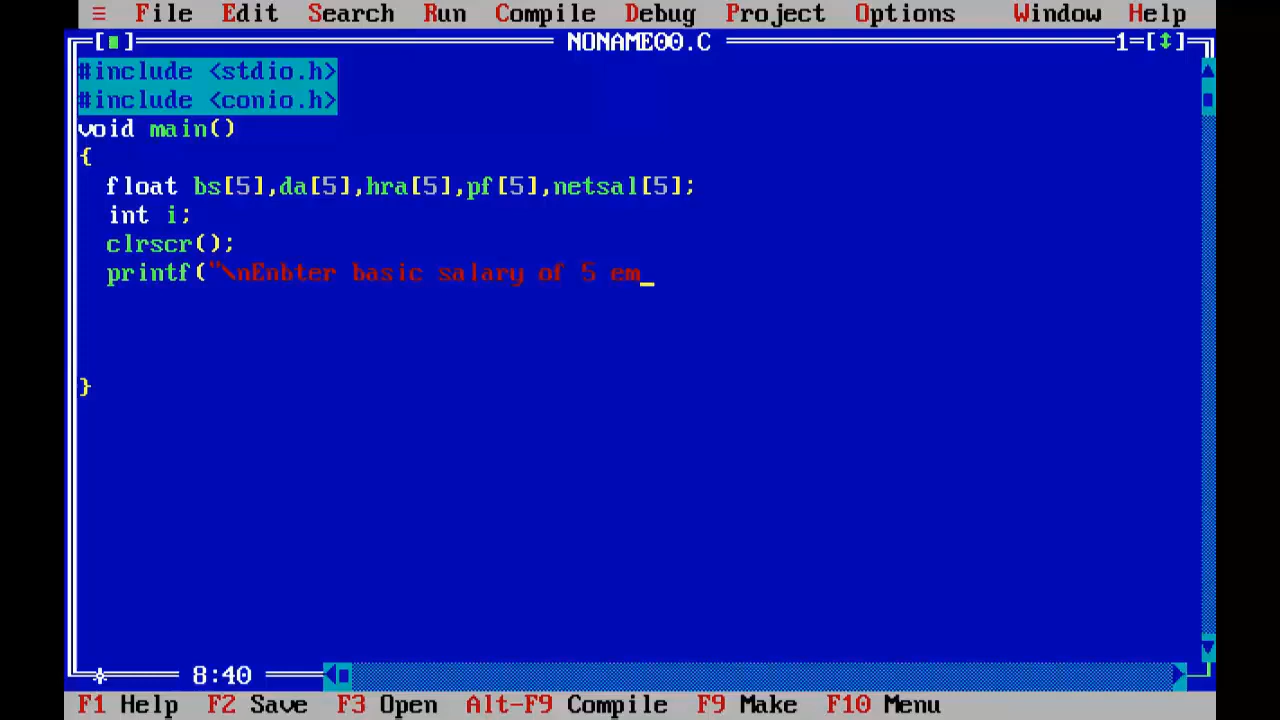 ≡ File Edit Search Run Compile Debug Project Options Window Help
[■] NONAME00.C 1=[↕]
#include <stdio.h>
#include <conio.h>
void main()
{
float bs[5],da[5],hra[5],pf[5],netsal[5];
int i;
clrscr();
printf("\nEnbter basic salary of 5 em_
}
* 8:40
F1 Help F2 Save F3 Open Alt-F9 Compile F9 Make F10 Menu